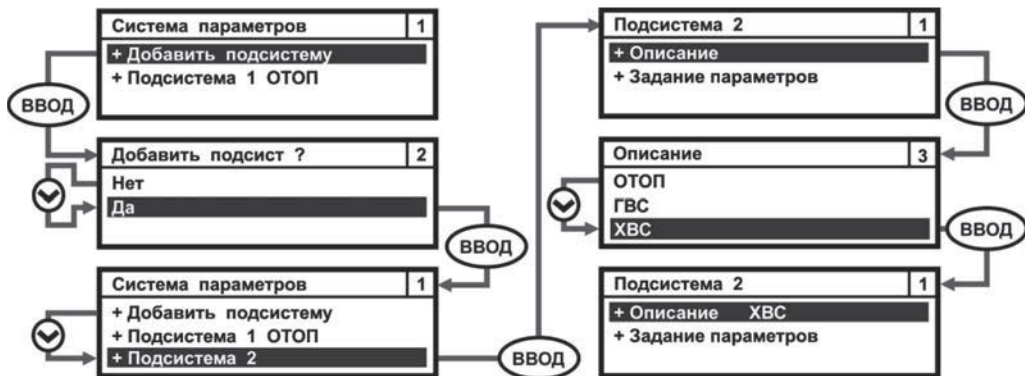 Система параметров 1
+ Добавить подсистему
+ Подсистема 1 ОТОП
ВВОД
Добавить подсист ? 2
Нет
Да
ВВОД
Система параметров 1
+ Добавить подсистему
+ Подсистема 1 ОТОП
+ Подсистема 2
ВВОД
Подсистема 2 1
+ Описание
+ Задание параметров
ВВОД
Описание 3
ОТОП
ГВС
ХВС
ВВОД
Подсистема 2 1
+ Описание ХВС
+ Задание параметров